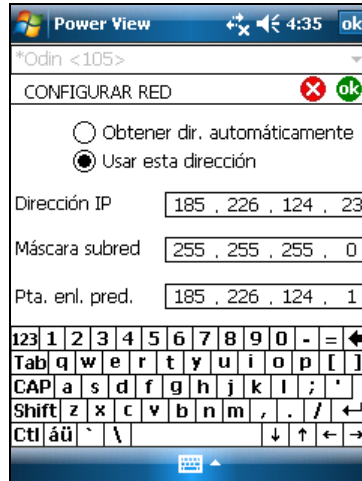 Power View 4:35 ok
*Odin <105>
CONFIGURAR RED ok
Obtener dir. automáticamente
Usar esta dirección
Dirección IP 185 . 226 . 124 . 23
Máscara subred 255 . 255 . 255 . 0
Pta. enl. pred. 185 . 226 . 124 . 1
123 1 2 3 4 5 6 7 8 9 0 - = ←
Tab q w e r t y u i o p [ ]
CAP a s d f g h j k l ; '
Shift z x c v b n m , . / ↵
Ctl áü ` \ ↓ ↑ ← →